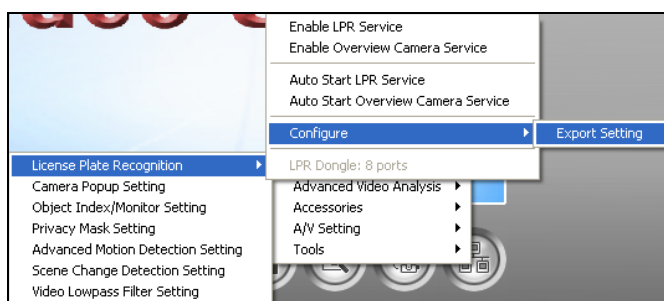 Enable LPR Service
Enable Overview Camera Service
Auto Start LPR Service
Auto Start Overview Camera Service
Configure
Export Setting
LPR Dongle: 8 ports
License Plate Recognition
Camera Popup Setting
Object Index/Monitor Setting
Privacy Mask Setting
Advanced Motion Detection Setting
Scene Change Detection Setting
Video Lowpass Filter Setting
Advanced Video Analysis
Accessories
A/V Setting
Tools